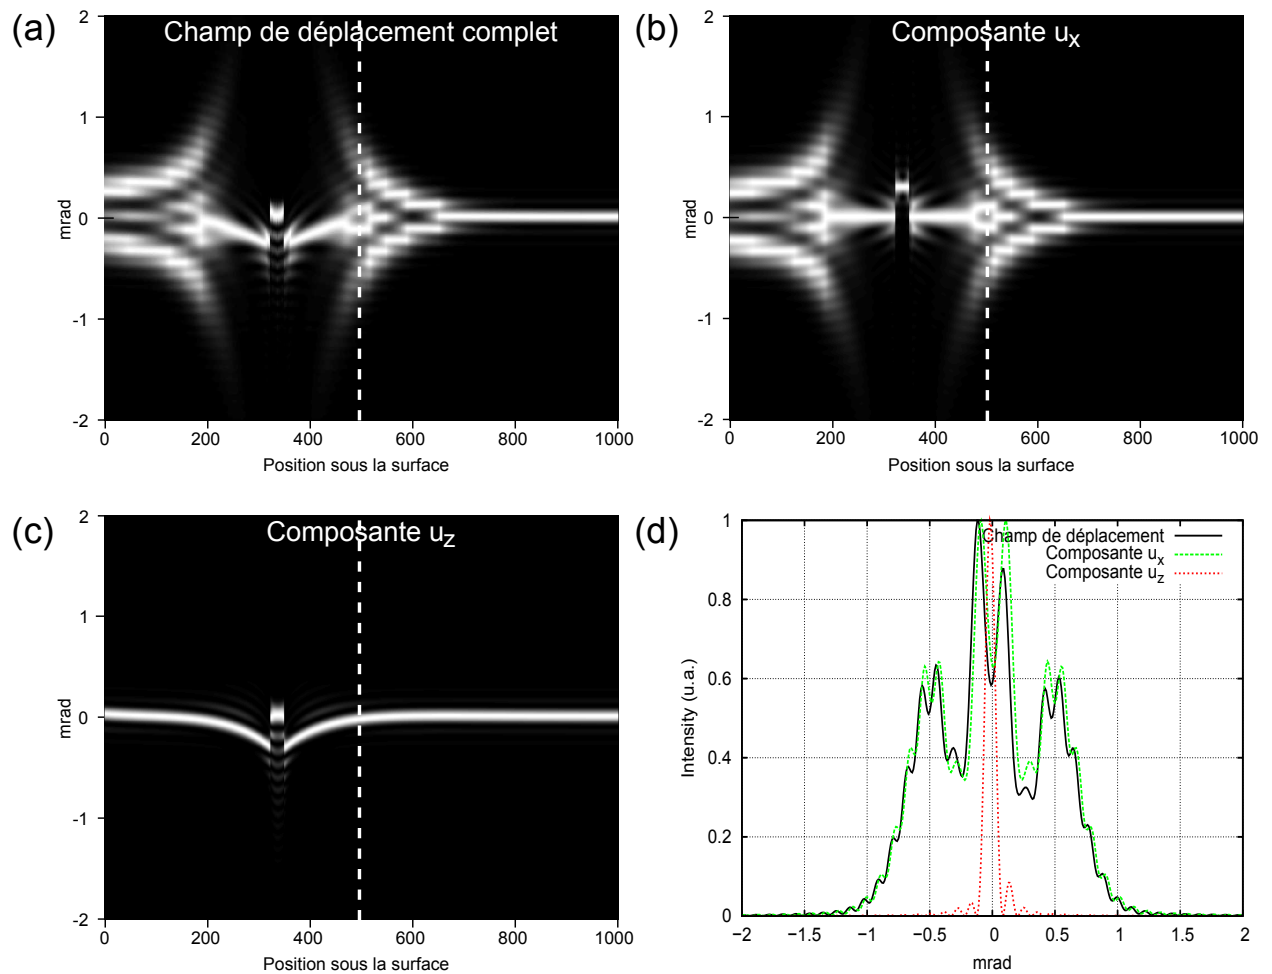 (a)
Champ de déplacement complet
2
1
0
-1
-2
mrad
0 200 400 600 800 1000
Position sous la surface
(b)
Composante ux
2
1
0
-1
-2
mrad
0 200 400 600 800 1000
Position sous la surface
(c)
Composante uz
2
1
0
-1
-2
mrad
0 200 400 600 800 1000
Position sous la surface
(d)
Champ de déplacement
Composante ux
Composante uz
1
0.8
0.6
0.4
0.2
0
Intensity (u.a.)
−2 −1.5 −1 −0.5 0 0.5 1 1.5 2
mrad